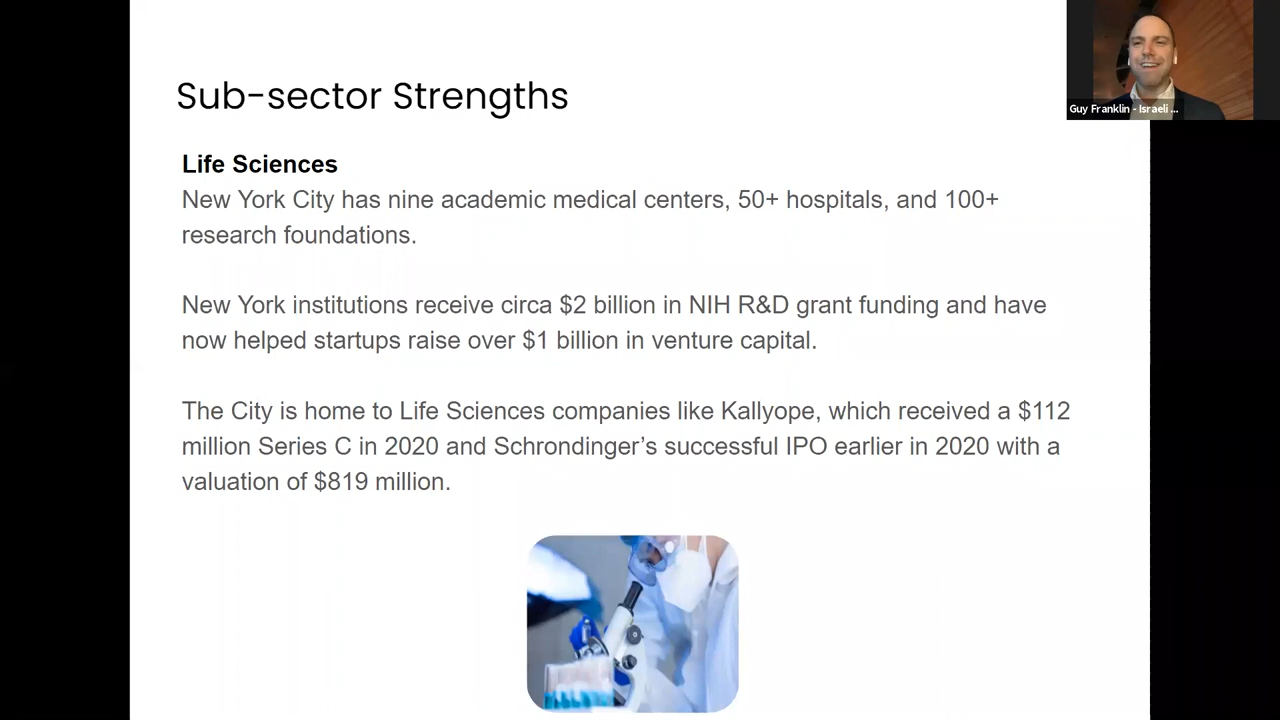 Sub-sector Strengths
Guy Franklin - Israeli ...
Life Sciences
New York City has nine academic medical centers, 50+ hospitals, and 100+
research foundations.
New York institutions receive circa $2 billion in NIH R&D grant funding and have
now helped startups raise over $1 billion in venture capital.
The City is home to Life Sciences companies like Kallyope, which received a $112
million Series C in 2020 and Schrondinger’s successful IPO earlier in 2020 with a
valuation of $819 million.